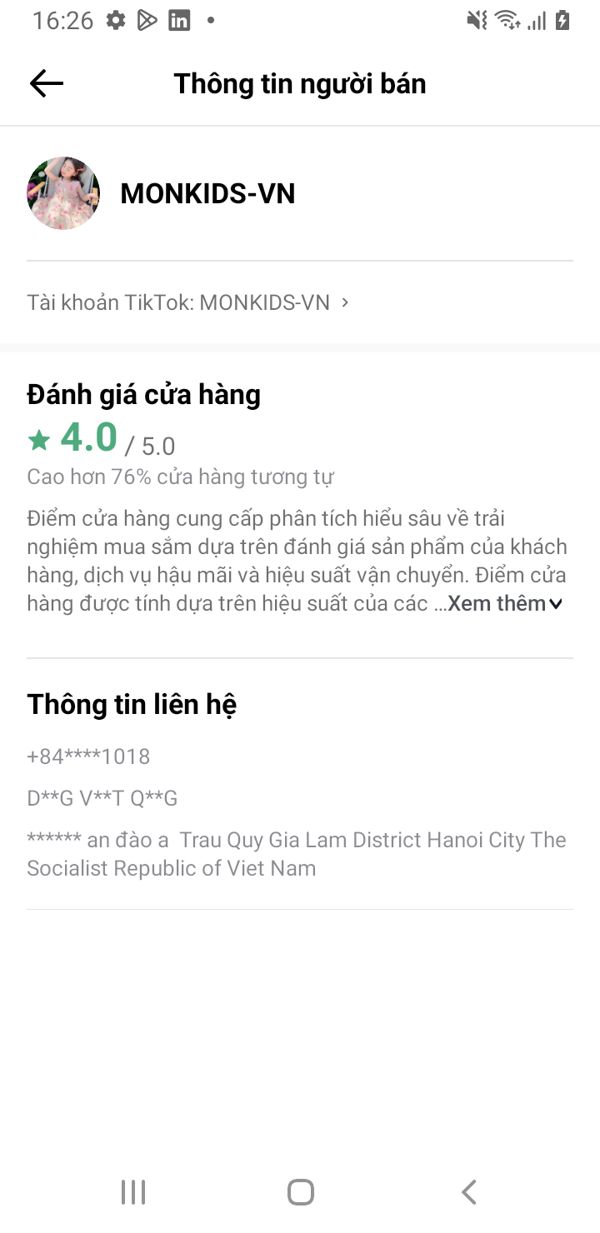 16:26
Thông tin người bán
MONKIDS-VN
Tài khoản TikTok: MONKIDS-VN >
Đánh giá cửa hàng
★ 4.0 / 5.0
Cao hơn 76% cửa hàng tương tự
Điểm cửa hàng cung cấp phân tích hiểu sâu về trải
nghiệm mua sắm dựa trên đánh giá sản phẩm của khách
hàng, dịch vụ hậu mãi và hiệu suất vận chuyển. Điểm cửa
hàng được tính dựa trên hiệu suất của các ...Xem thêm
Thông tin liên hệ
+84****1018
D**G V**T Q**G
****** an đào a  Trau Quy Gia Lam District Hanoi City The
Socialist Republic of Viet Nam